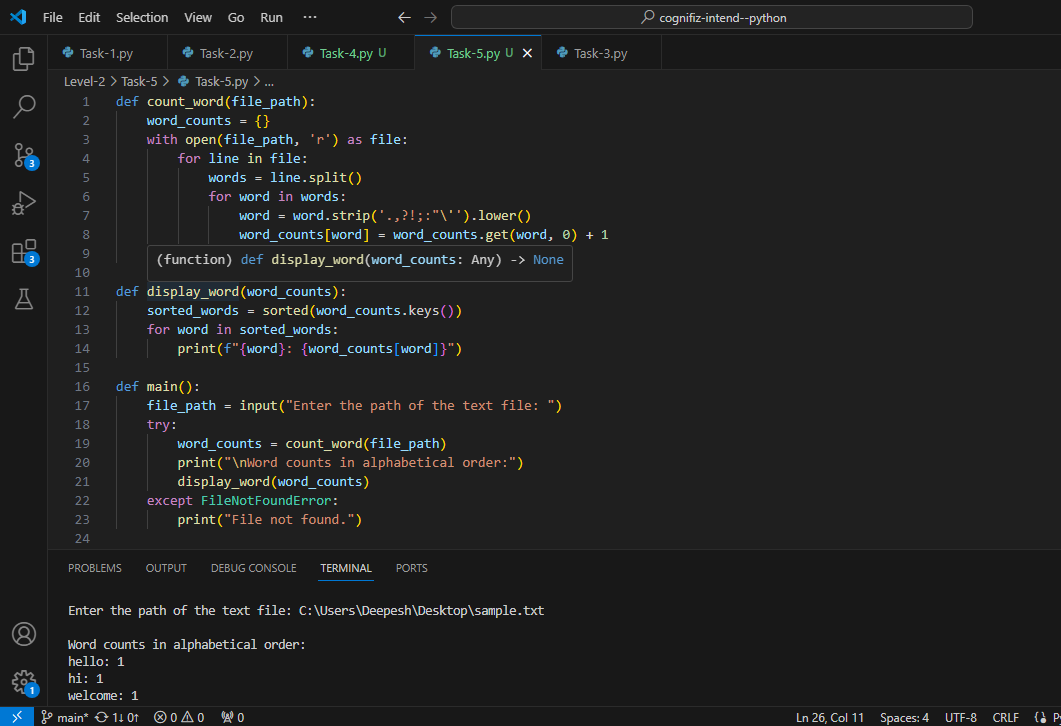 File Edit Selection View Go Run ··· cognifiz-intend--python
Task-1.py Task-2.py Task-4.py U Task-5.py U Task-3.py
Level-2 > Task-5 > Task-5.py > ...
1 def count_word(file_path):
2 word_counts = {}
3 with open(file_path, 'r') as file:
4 for line in file:
5 words = line.split()
6 for word in words:
7 word = word.strip('.,?!;:"\'').lower()
8 word_counts[word] = word_counts.get(word, 0) + 1
9 (function) def display_word(word_counts: Any) -> None
10
11 def display_word(word_counts):
12 sorted_words = sorted(word_counts.keys())
13 for word in sorted_words:
14 print(f"{word}: {word_counts[word]}")
15
16 def main():
17 file_path = input("Enter the path of the text file: ")
18 try:
19 word_counts = count_word(file_path)
20 print("\nWord counts in alphabetical order:")
21 display_word(word_counts)
22 except FileNotFoundError:
23 print("File not found.")
24
3
3
PROBLEMS OUTPUT DEBUG CONSOLE TERMINAL PORTS
Enter the path of the text file: C:\Users\Deepesh\Desktop\sample.txt
Word counts in alphabetical order:
hello: 1
hi: 1
welcome: 1
1
main* 1↓ 0↑ 0 0 0 Ln 26, Col 11 Spaces: 4 UTF-8 CRLF {}